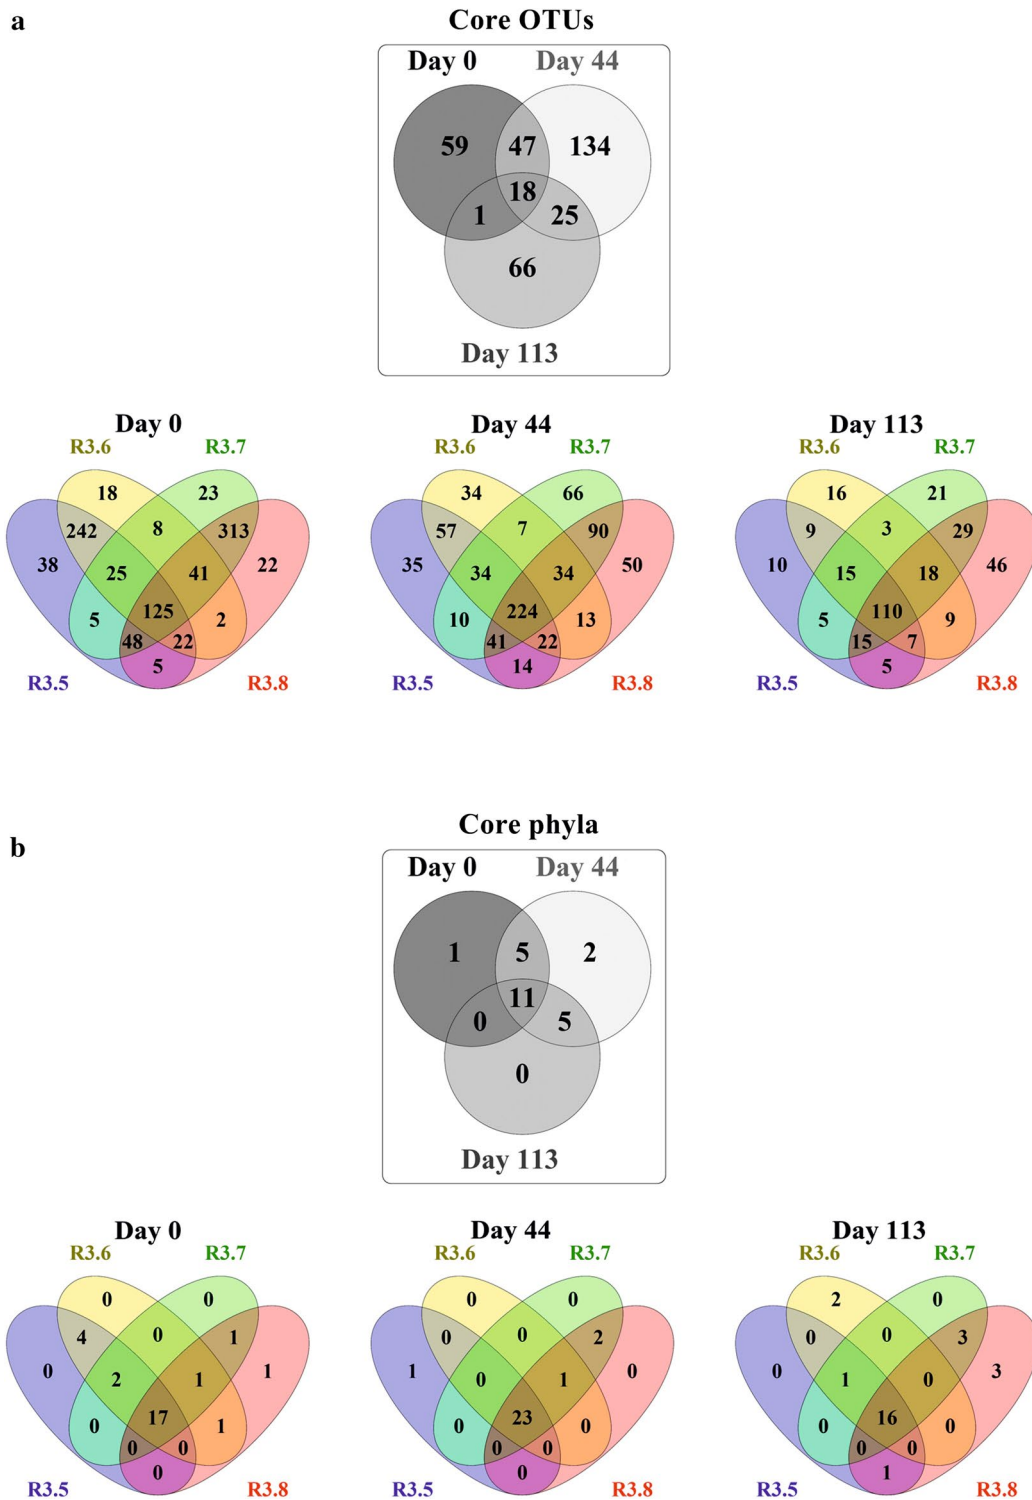 a
Core OTUs
Day 0 Day 44
59 47 134
18
1 25
66
Day 113
Day 0
R3.6 R3.7
18 23
242 8 313
38 25 41 22
125
5 2
48 22
5
R3.5 R3.8
Day 44
R3.6 R3.7
34 66
57 7 90
35 34 34 50
224
10 13
41 22
14
R3.5 R3.8
Day 113
R3.6 R3.7
16 21
9 3 29
10 15 18 46
110
5 9
15 7
5
R3.5 R3.8
b
Core phyla
Day 0 Day 44
1 5 2
11
0 5
0
Day 113
Day 0
R3.6 R3.7
0 0
4 0 1
0 2 1 1
17
0 1
0 0
0
R3.5 R3.8
Day 44
R3.6 R3.7
0 0
0 0 2
1 0 1 0
23
0 0
0 0
0
R3.5 R3.8
Day 113
R3.6 R3.7
2 0
0 0 3
0 1 0 3
16
0 0
0 0
1
R3.5 R3.8